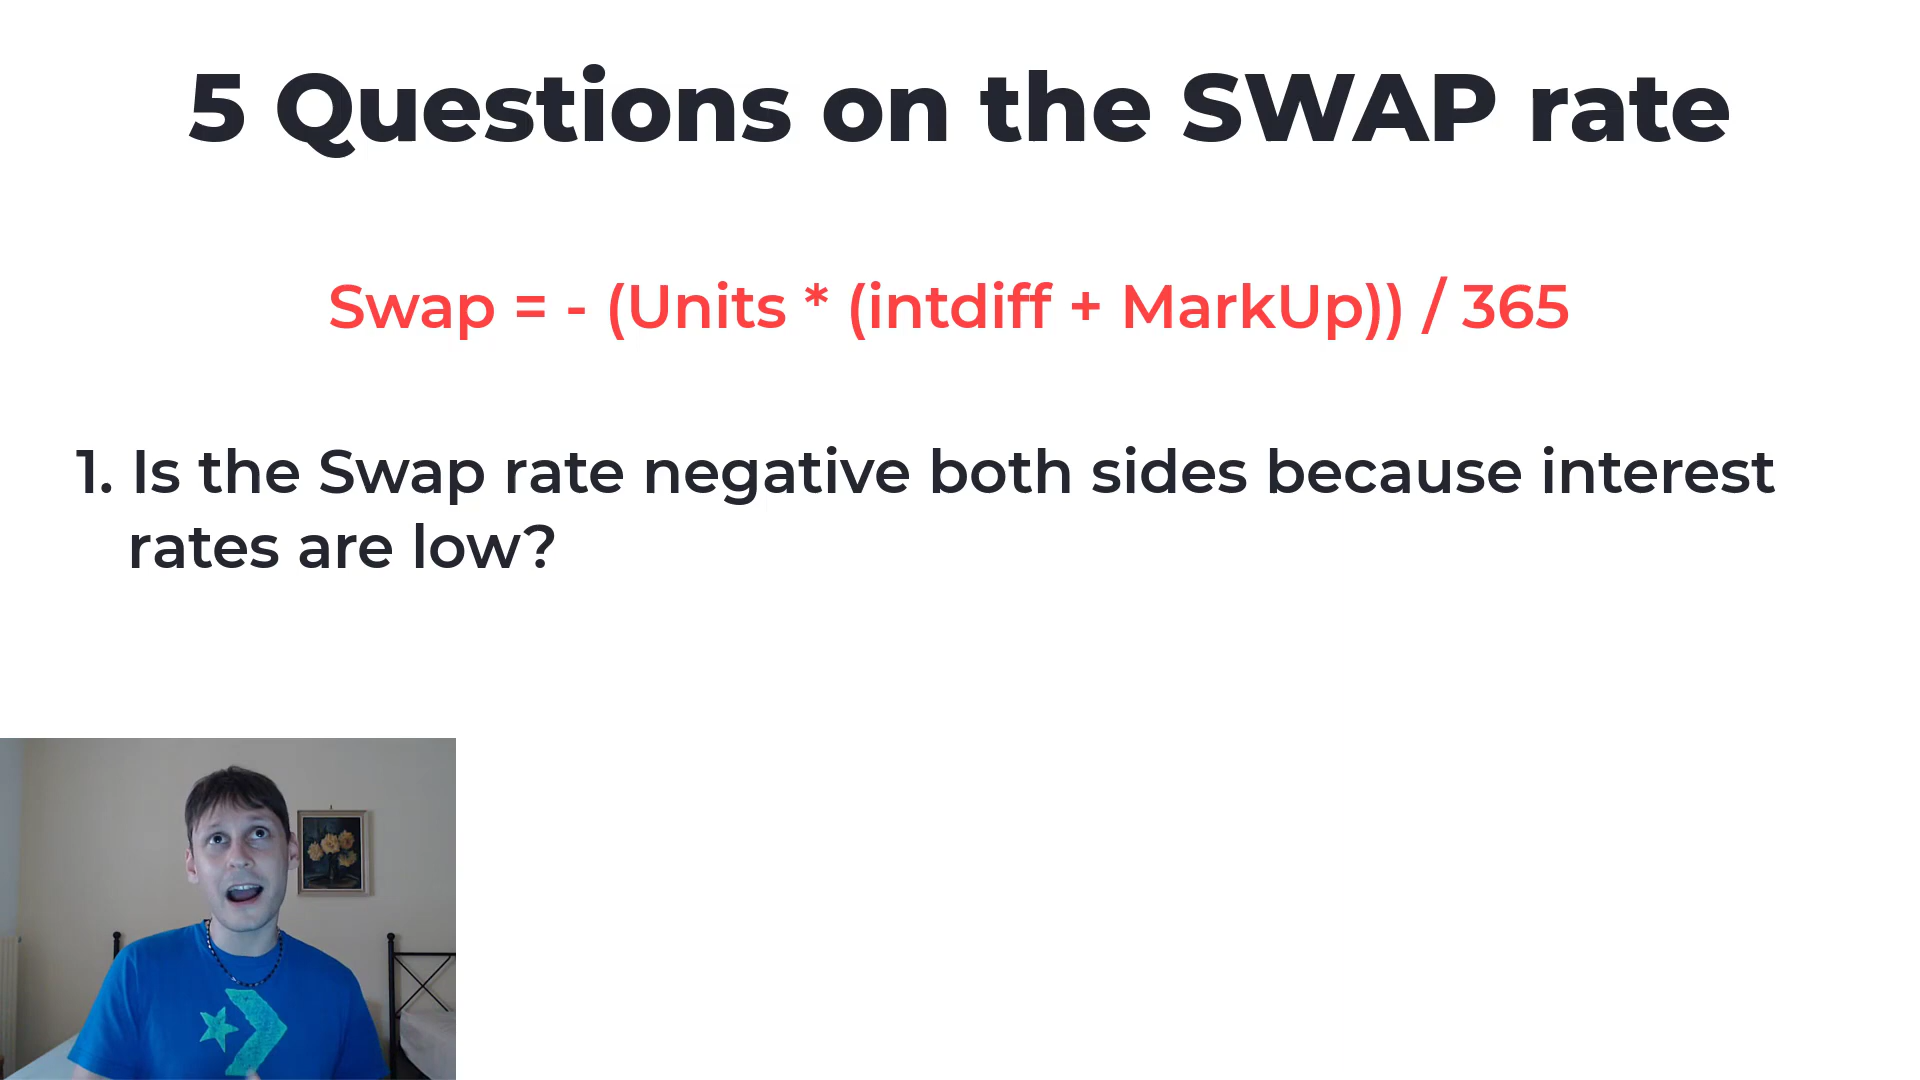 5 Questions on the SWAP rate
Swap = - (Units * (intdiff + MarkUp)) / 365
1. Is the Swap rate negative both sides because interest
rates are low?